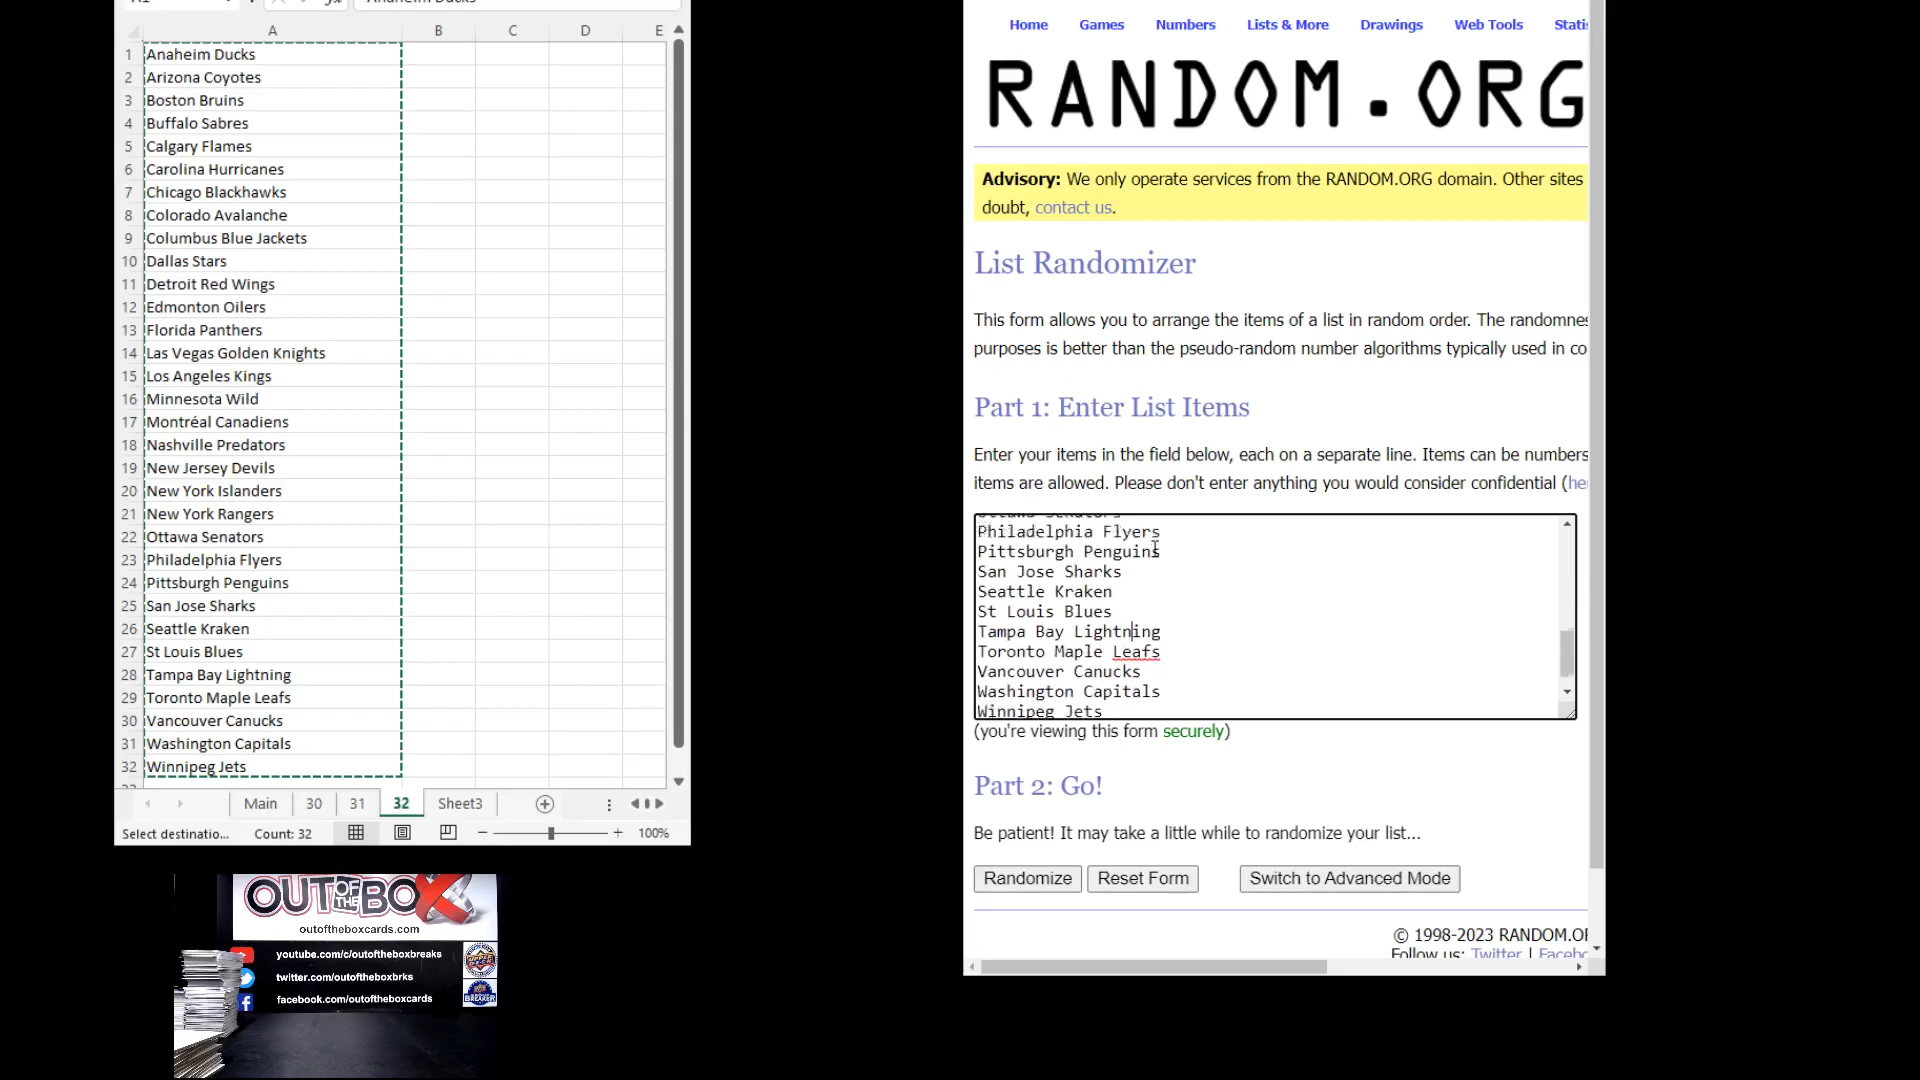 A B C D E
1 Anaheim Ducks
2 Arizona Coyotes
3 Boston Bruins
4 Buffalo Sabres
5 Calgary Flames
6 Carolina Hurricanes
7 Chicago Blackhawks
8 Colorado Avalanche
9 Columbus Blue Jackets
10 Dallas Stars
11 Detroit Red Wings
12 Edmonton Oilers
13 Florida Panthers
14 Las Vegas Golden Knights
15 Los Angeles Kings
16 Minnesota Wild
17 Montréal Canadiens
18 Nashville Predators
19 New Jersey Devils
20 New York Islanders
21 New York Rangers
22 Ottawa Senators
23 Philadelphia Flyers
24 Pittsburgh Penguins
25 San Jose Sharks
26 Seattle Kraken
27 St Louis Blues
28 Tampa Bay Lightning
29 Toronto Maple Leafs
30 Vancouver Canucks
31 Washington Capitals
32 Winnipeg Jets
Main 30 31 32 Sheet3
Select destinatio... Count: 32 100%
OUT OF THE BOX
outoftheboxcards.com
youtube.com/c/outoftheboxbreaks
twitter.com/outoftheboxbrks
facebook.com/outoftheboxcards
Home Games Numbers Lists & More Drawings Web Tools Statis
RANDOM.ORG
Advisory: We only operate services from the RANDOM.ORG domain. Other sites
doubt, contact us.
List Randomizer
This form allows you to arrange the items of a list in random order. The randomnes
purposes is better than the pseudo-random number algorithms typically used in co
Part 1: Enter List Items
Enter your items in the field below, each on a separate line. Items can be numbers
items are allowed. Please don't enter anything you would consider confidential (he
Philadelphia Flyers
Pittsburgh Penguins
San Jose Sharks
Seattle Kraken
St Louis Blues
Tampa Bay Lightning
Toronto Maple Leafs
Vancouver Canucks
Washington Capitals
Winnipeg Jets
(you're viewing this form securely)
Part 2: Go!
Be patient! It may take a little while to randomize your list...
Randomize Reset Form Switch to Advanced Mode
© 1998-2023 RANDOM.OR
Follow us: Twitter | Facebo